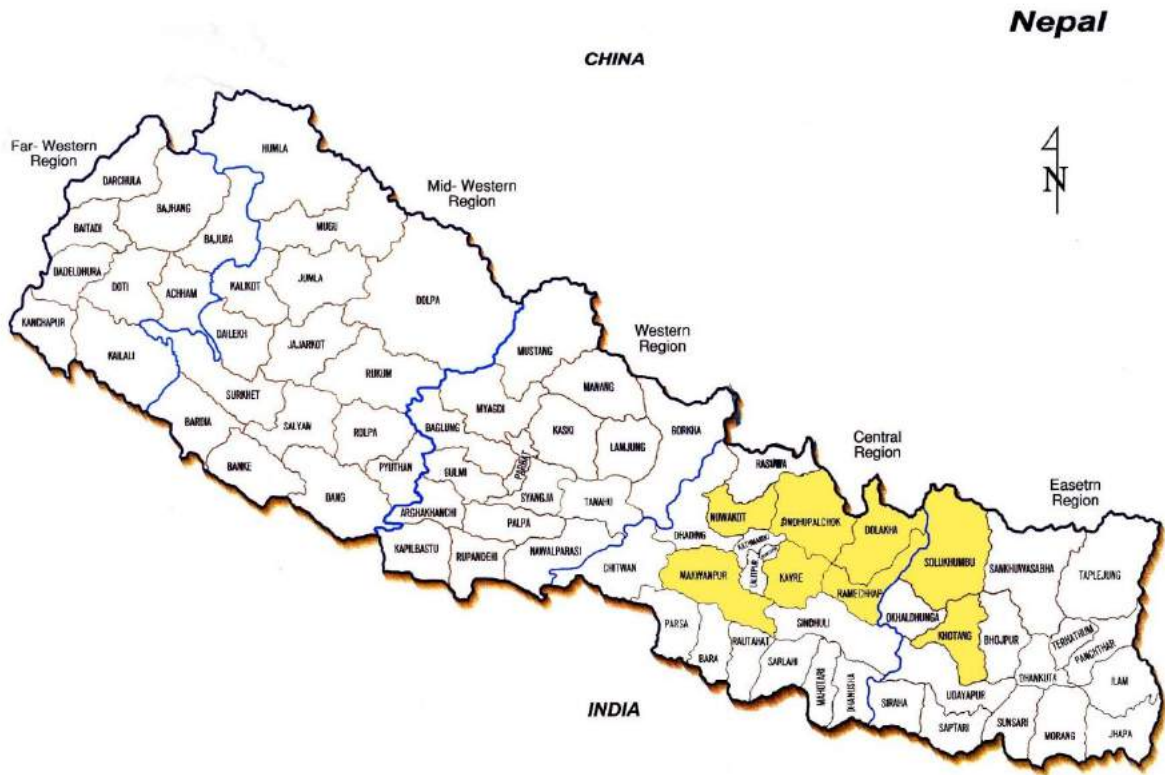 Nepal
CHINA
Far- Western
Region
Mid- Western
Region
Western
Region
Central
Region
Easetrn
Region
N
INDIA
HUMLA
DARCHULA
BAJHANG
BAITADI
BAJURA
MUGU
DADELDHURA
DOTI
ACHHAM
KALIKOT
JUMLA
DOLPA
KANCHAPUR
KAILALI
DAILEKH
JAJARKOT
RUKUM
MUSTANG
MANANG
SURKHET
SALYAN
ROLPA
MYAGDI
BAGLUNG
KASKI
LAMJUNG
GORKHA
BARDIA
BANKE
DANG
PYUTHAN
GULMI
PARBAT
SYANGJA
TANAHU
ARGHAKHANCHI
PALPA
KAPILBASTU
RUPANDEHI
NAWALPARASI
CHITWAN
DHADING
RASUWA
NUWAKOT
SINDHUPALCHOK
DOLAKHA
LALITPUR
MAKWANPUR
KAVRE
RAMECHHAP
SOLUKHUMBU
SANKHUWASABHA
TAPLEJUNG
OKHALDHUNGA
KHOTANG
BHOJPUR
TERHATHUM
PANCHTHAR
PARSA
BARA
RAUTAHAT
SARLAHI
SINDHULI
MAHOTARI
DHANUSHA
SIRAHA
UDAYAPUR
SAPTARI
DHANKUTA
SUNSARI
MORANG
ILAM
JHAPA